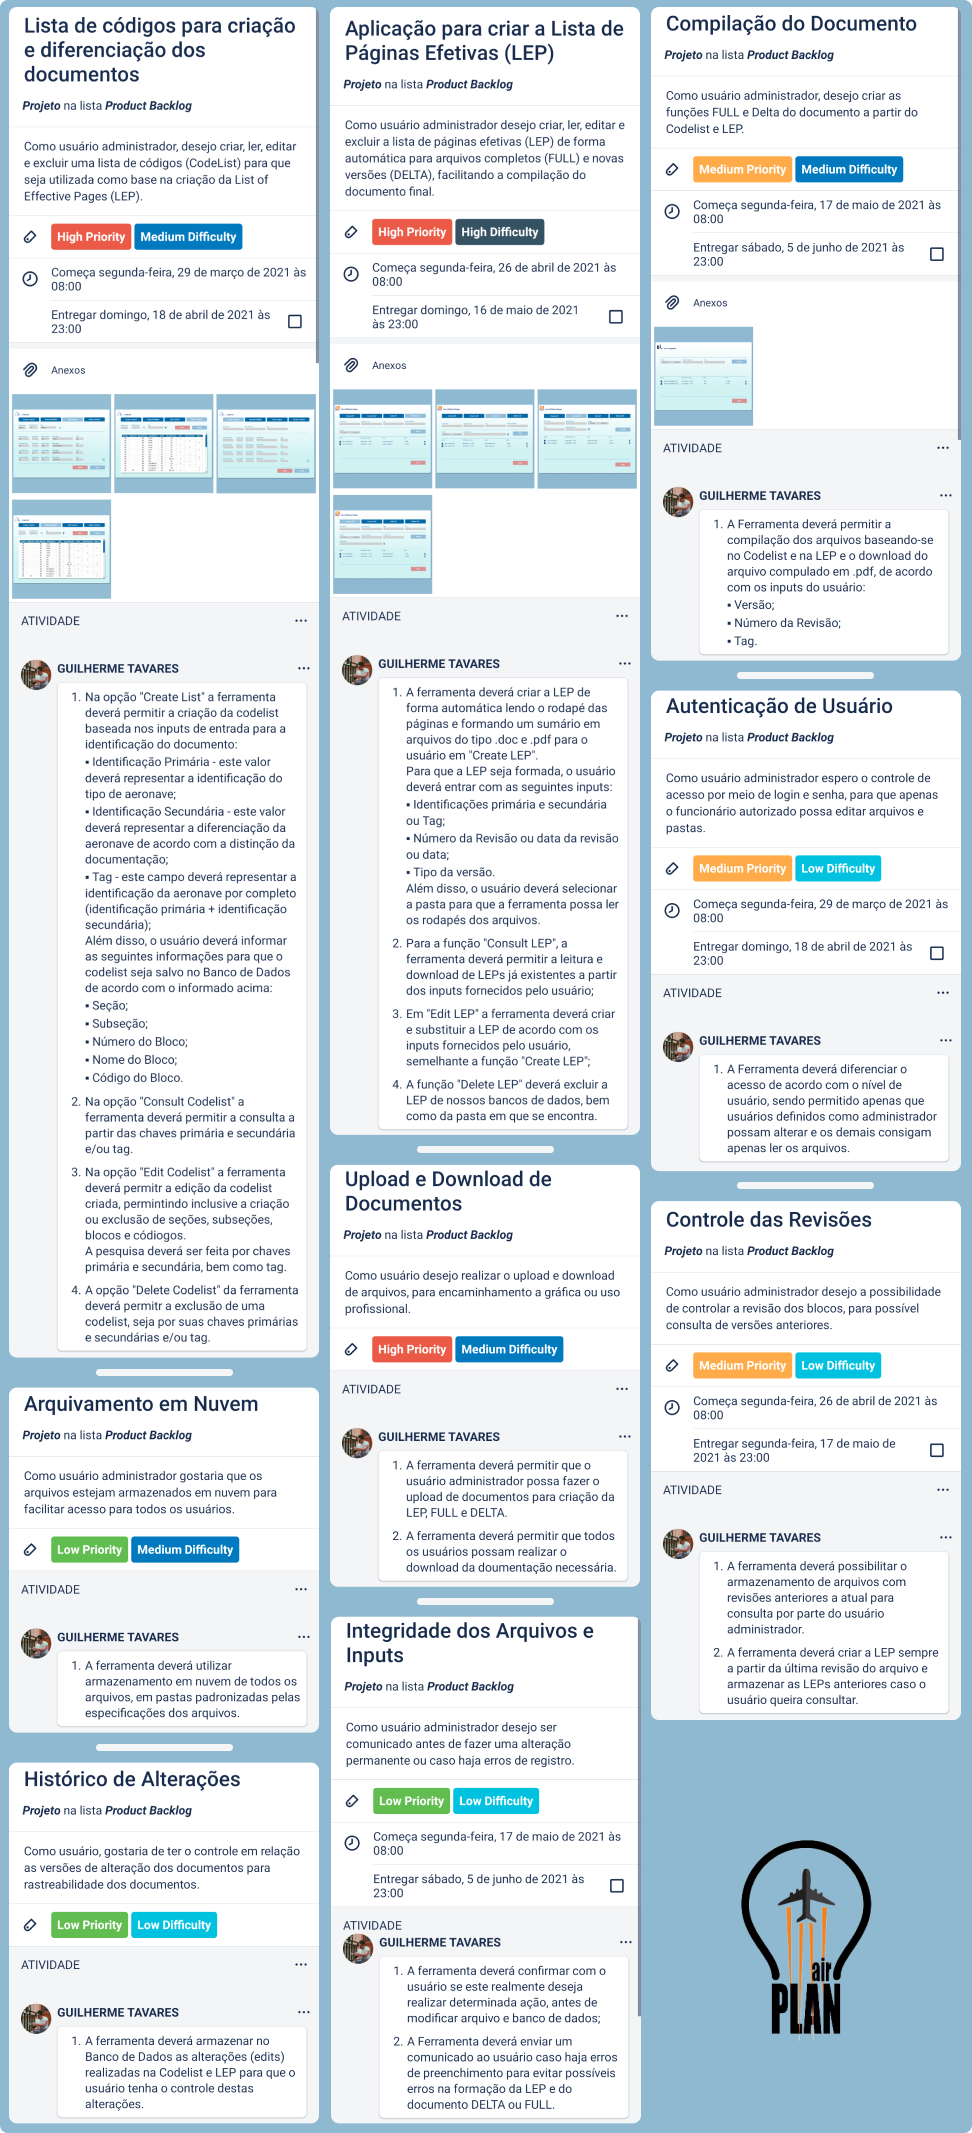 Lista de códigos para criação
e diferenciação dos
documentos
Projeto na lista Product Backlog
Como usuário administrador, desejo criar, ler, editar
e excluir uma lista de códigos (CodeList) para que
seja utilizada como base na criação da List of
Effective Pages (LEP).
High Priority Medium Difficulty
Começa segunda-feira, 29 de março de 2021 às
08:00
Entregar domingo, 18 de abril de 2021 às
23:00
Anexos
ATIVIDADE
GUILHERME TAVARES
1. Na opção "Create List" a ferramenta
deverá permitir a criação da codelist
baseada nos inputs de entrada para a
identificação do documento:
▪ Identificação Primária - este valor
deverá representar a identificação do
tipo de aeronave;
▪ Identificação Secundária - este valor
deverá representar a diferenciação da
aeronave de acordo com a distinção da
documentação;
▪ Tag - este campo deverá representar a
identificação da aeronave por completo
(identificação primária + identificação
secundária);
Além disso, o usuário deverá informar
as seguintes informações para que o
codelist seja salvo no Banco de Dados
de acordo com o informado acima:
▪ Seção;
▪ Subseção;
▪ Número do Bloco;
▪ Nome do Bloco;
▪ Código do Bloco.
2. Na opção "Consult Codelist" a
ferramenta deverá permitir a consulta a
partir das chaves primária e secundária
e/ou tag.
3. Na opção "Edit Codelist" a ferramenta
deverá permitr a edição da codelist
criada, permintindo inclusive a criação
ou exclusão de seções, subseções,
blocos e códiogos.
A pesquisa deverá ser feita por chaves
primária e secundária, bem como tag.
4. A opção "Delete Codelist" da ferramenta
deverá permitr a exclusão de uma
codelist, seja por suas chaves primárias
e secundárias e/ou tag.
Arquivamento em Nuvem
Projeto na lista Product Backlog
Como usuário administrador gostaria que os
arquivos estejam armazenados em nuvem para
facilitar acesso para todos os usuários.
Low Priority Medium Difficulty
ATIVIDADE
GUILHERME TAVARES
1. A ferramenta deverá utilizar
armazenamento em nuvem de todos os
arquivos, em pastas padronizadas pelas
especificações dos arquivos.
Histórico de Alterações
Projeto na lista Product Backlog
Como usuário, gostaria de ter o controle em relação
as versões de alteração dos documentos para
rastreabilidade dos documentos.
Low Priority Low Difficulty
ATIVIDADE
GUILHERME TAVARES
1. A ferramenta deverá armazenar no
Banco de Dados as alterações (edits)
realizadas na Codelist e LEP para que o
usuário tenha o controle destas
alterações.
Aplicação para criar a Lista de
Páginas Efetivas (LEP)
Projeto na lista Product Backlog
Como usuário administrador desejo criar, ler, editar e
excluir a lista de páginas efetivas (LEP) de forma
automática para arquivos completos (FULL) e novas
versões (DELTA), facilitando a compilação do
documento final.
High Priority High Difficulty
Começa segunda-feira, 26 de abril de 2021 às
08:00
Entregar domingo, 16 de maio de 2021
às 23:00
Anexos
ATIVIDADE
GUILHERME TAVARES
1. A ferramenta deverá criar a LEP de
forma automática lendo o rodapé das
páginas e formando um sumário em
arquivos do tipo .doc e .pdf para o
usuário em "Create LEP".
Para que a LEP seja formada, o usuário
deverá entrar com as seguintes inputs:
▪ Identificações primária e secundária
ou Tag;
▪ Número da Revisão ou data da revisão
ou data;
▪ Tipo da versão.
Além disso, o usuário deverá selecionar
a pasta para que a ferramenta possa ler
os rodapés dos arquivos.
2. Para a função "Consult LEP", a
ferramenta deverá permitir a leitura e
download de LEPs já existentes a partir
dos inputs fornecidos pelo usuário;
3. Em "Edit LEP" a ferramenta deverá criar
e substituir a LEP de acordo com os
inputs fornecidos pelo usuário,
semelhante a função "Create LEP";
4. A função "Delete LEP" deverá excluir a
LEP de nossos bancos de dados, bem
como da pasta em que se encontra.
Upload e Download de
Documentos
Projeto na lista Product Backlog
Como usuário desejo realizar o upload e download
de arquivos, para encaminhamento a gráfica ou uso
profissional.
High Priority Medium Difficulty
ATIVIDADE
GUILHERME TAVARES
1. A ferramenta deverá permitir que o
usuário administrador possa fazer o
upload de documentos para criação da
LEP, FULL e DELTA.
2. A ferramenta deverá permitir que todos
os usuários possam realizar o
download da doumentação necessária.
Integridade dos Arquivos e
Inputs
Projeto na lista Product Backlog
Como usuário administrador desejo ser
comunicado antes de fazer uma alteração
permanente ou caso haja erros de registro.
Low Priority Low Difficulty
Começa segunda-feira, 17 de maio de 2021 às
08:00
Entregar sábado, 5 de junho de 2021 às
23:00
ATIVIDADE
GUILHERME TAVARES
1. A ferramenta deverá confirmar com o
usuário se este realmente deseja
realizar determinada ação, antes de
modificar arquivo e banco de dados;
2. A Ferramenta deverá enviar um
comunicado ao usuário caso haja erros
de preenchimento para evitar possíveis
erros na formação da LEP e do
documento DELTA ou FULL.
Compilação do Documento
Projeto na lista Product Backlog
Como usuário administrador, desejo criar as
funções FULL e Delta do documento a partir do
Codelist e LEP.
Medium Priority Medium Difficulty
Começa segunda-feira, 17 de maio de 2021 às
08:00
Entregar sábado, 5 de junho de 2021 às
23:00
Anexos
ATIVIDADE
GUILHERME TAVARES
1. A Ferramenta deverá permitir a
compilação dos arquivos baseando-se
no Codelist e na LEP e o download do
arquivo compulado em .pdf, de acordo
com os inputs do usuário:
▪ Versão;
▪ Número da Revisão;
▪ Tag.
Autenticação de Usuário
Projeto na lista Product Backlog
Como usuário administrador espero o controle de
acesso por meio de login e senha, para que apenas
o funcionário autorizado possa editar arquivos e
pastas.
Medium Priority Low Difficulty
Começa segunda-feira, 29 de março de 2021 às
08:00
Entregar domingo, 18 de abril de 2021 às
23:00
ATIVIDADE
GUILHERME TAVARES
1. A Ferramenta deverá diferenciar o
acesso de acordo com o nível de
usuário, sendo permitido apenas que
usuários definidos como administrador
possam alterar e os demais consigam
apenas ler os arquivos.
Controle das Revisões
Projeto na lista Product Backlog
Como usuário administrador desejo a possibilidade
de controlar a revisão dos blocos, para possível
consulta de versões anteriores.
Medium Priority Low Difficulty
Começa segunda-feira, 26 de abril de 2021 às
08:00
Entregar segunda-feira, 17 de maio de
2021 às 23:00
ATIVIDADE
GUILHERME TAVARES
1. A ferramenta deverá possibilitar o
armazenamento de arquivos com
revisões anteriores a atual para
consulta por parte do usuário
administrador.
2. A ferramenta deverá criar a LEP sempre
a partir da última revisão do arquivo e
armazenar as LEPs anteriores caso o
usuário queira consultar.
air
PLAN